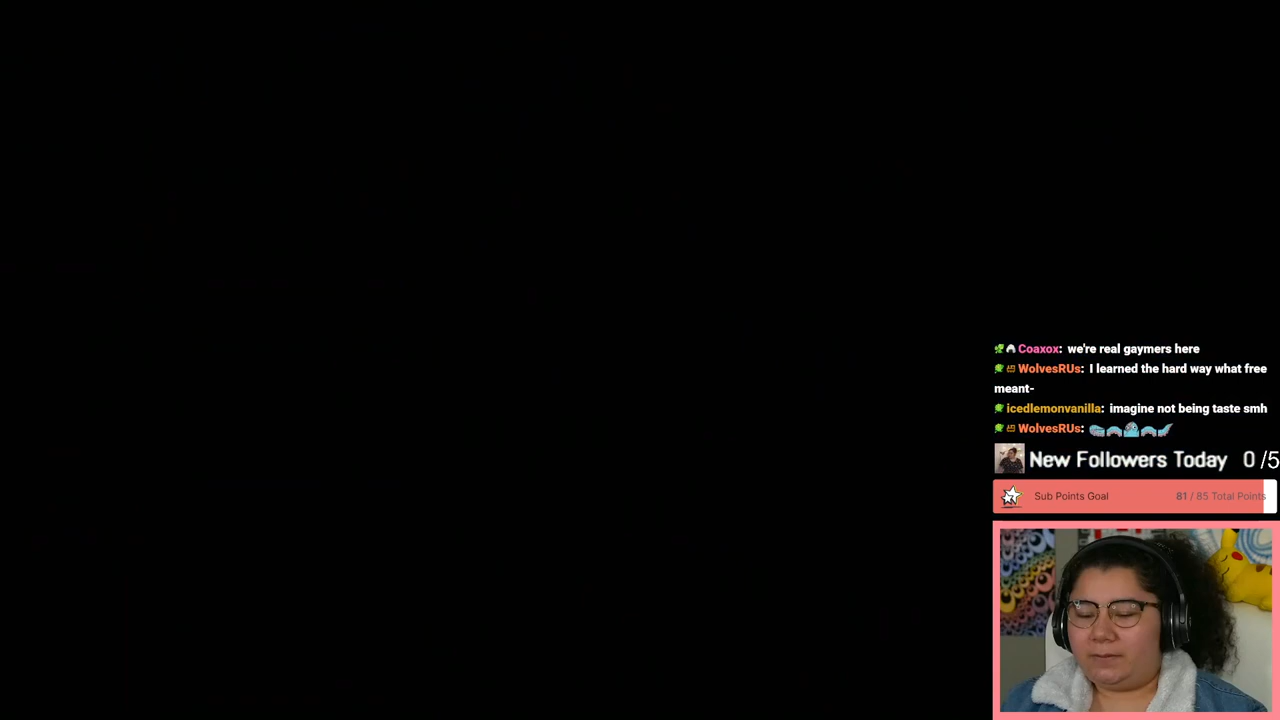 Coaxox: we're real gaymers here
WolvesRUs: I learned the hard way what free
meant-
icedlemonvanilla: imagine not being taste smh
WolvesRUs:
New Followers Today 0 /5
Sub Points Goal 81 / 85 Total Points